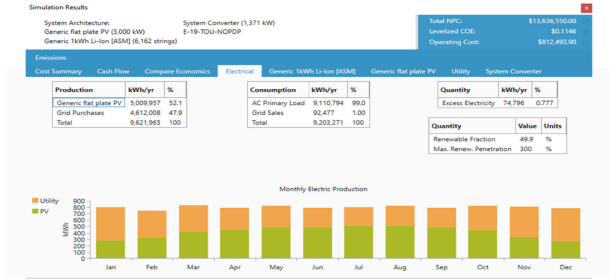 Simulation Results
System Architecture: System Converter (1,371 kW)
Generic flat plate PV (3,000 kW) E-19-TOU-NOPDP
Generic 1kWh Li-Ion [ASM] (6,162 strings)
Total NPC: $13,636,550.00
Levelized COE: $0.1146
Operating Cost: $812,493.90
Emissions
Cost Summary Cash Flow Compare Economics Electrical Generic 1kWh Li-Ion [ASM] Generic flat plate PV Utility System Converter
Production kWh/yr %
Generic flat plate PV 5,009,957 52.1
Grid Purchases 4,612,008 47.9
Total 9,621,965 100
Consumption kWh/yr %
AC Primary Load 9,110,794 99.0
Grid Sales 92,477 1.00
Total 9,203,271 100
Quantity kWh/yr %
Excess Electricity 74,796 0.777
Quantity Value Units
Renewable Fraction 49.9 %
Max. Renew. Penetration 300 %
Monthly Electric Production
Utility
PV
MWh
900
800
700
600
500
400
300
200
100
0
Jan Feb Mar Apr May Jun Jul Aug Sep Oct Nov Dec